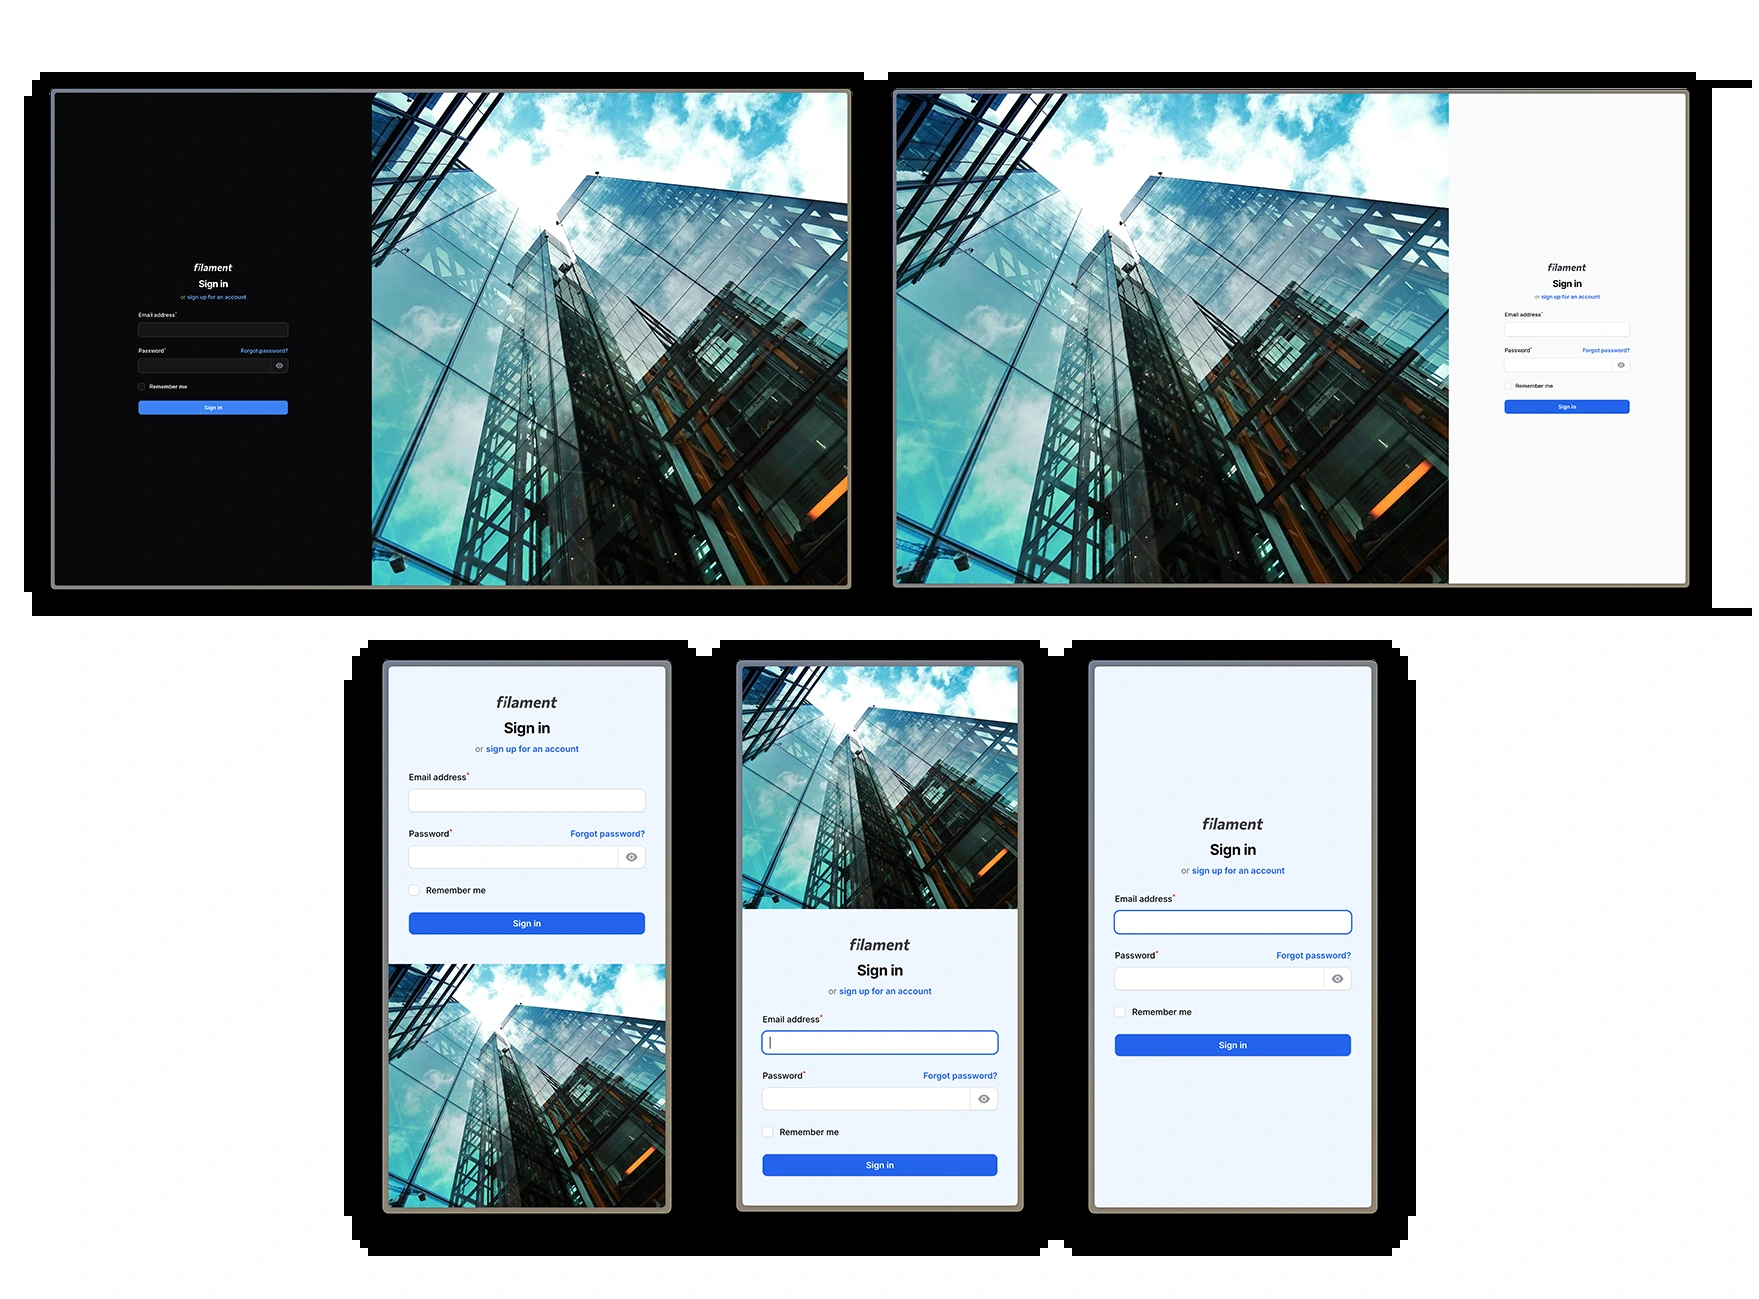 filament
Sign in
or sign up for an account
Email address*
Password* Forgot password?
Remember me
Sign in
filament
Sign in
or sign up for an account
Email address*
Password* Forgot password?
Remember me
Sign in
filament
Sign in
or sign up for an account
Email address*
Password* Forgot password?
Remember me
Sign in
filament
Sign in
or sign up for an account
Email address*
Password* Forgot password?
Remember me
Sign in
filament
Sign in
or sign up for an account
Email address*
Password* Forgot password?
Remember me
Sign in